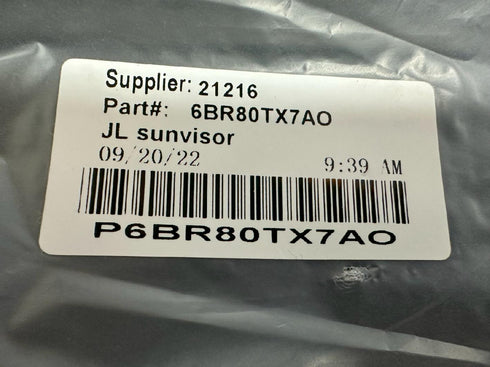 Supplier: 21216
Part#: 6BR80TX7AO
JL sunvisor
09/20/22 9:39 AM
P6BR80TX7AO